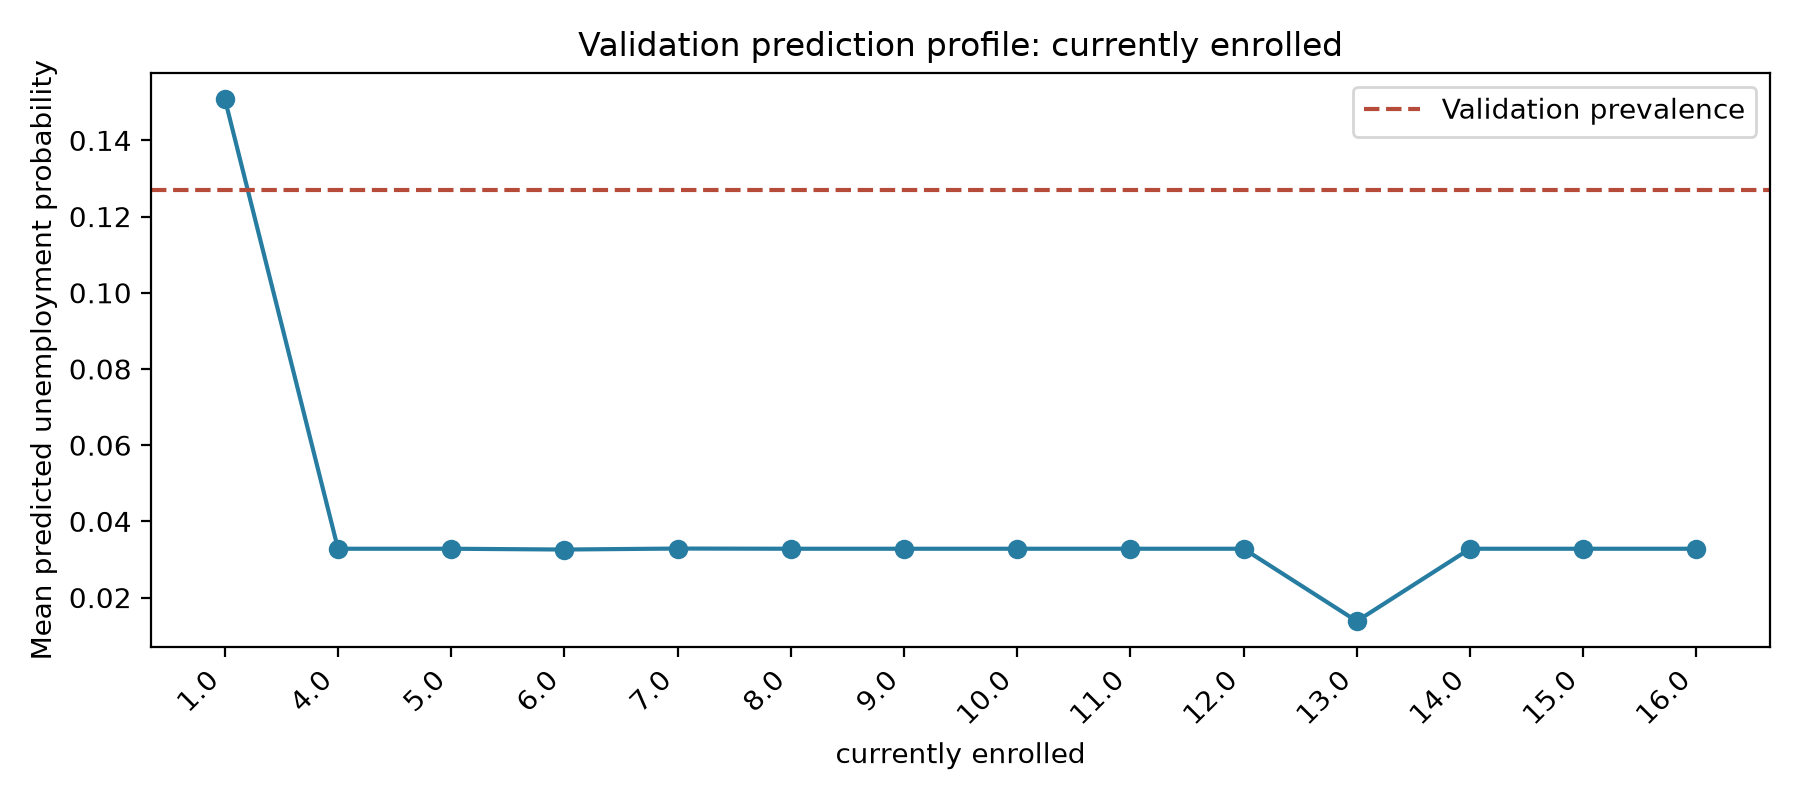 Validation prediction profile: currently enrolled
Validation prevalence
Mean predicted unemployment probability
0.14
0.12
0.10
0.08
0.06
0.04
0.02
1.0 4.0 5.0 6.0 7.0 8.0 9.0 10.0 11.0 12.0 13.0 14.0 15.0 16.0
currently enrolled